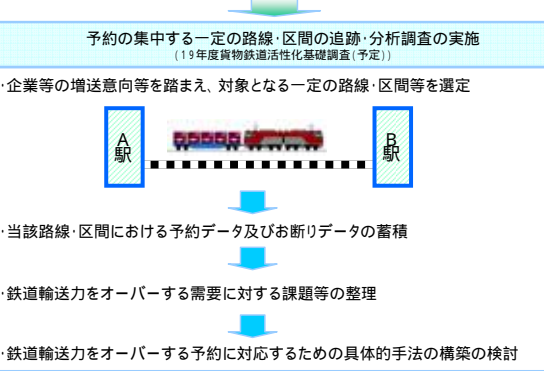 予約の集中する一定の路線・区間の追跡・分析調査の実施
(19年度貨物鉄道活性化基礎調査(予定))
・企業等の増送意向等を踏まえ、対象となる一定の路線・区間等を選定
A駅
B駅
・当該路線・区間における予約データ及びお断りデータの蓄積
・鉄道輸送力をオーバーする需要に対する課題等の整理
・鉄道輸送力をオーバーする予約に対応するための具体的手法の構築の検討